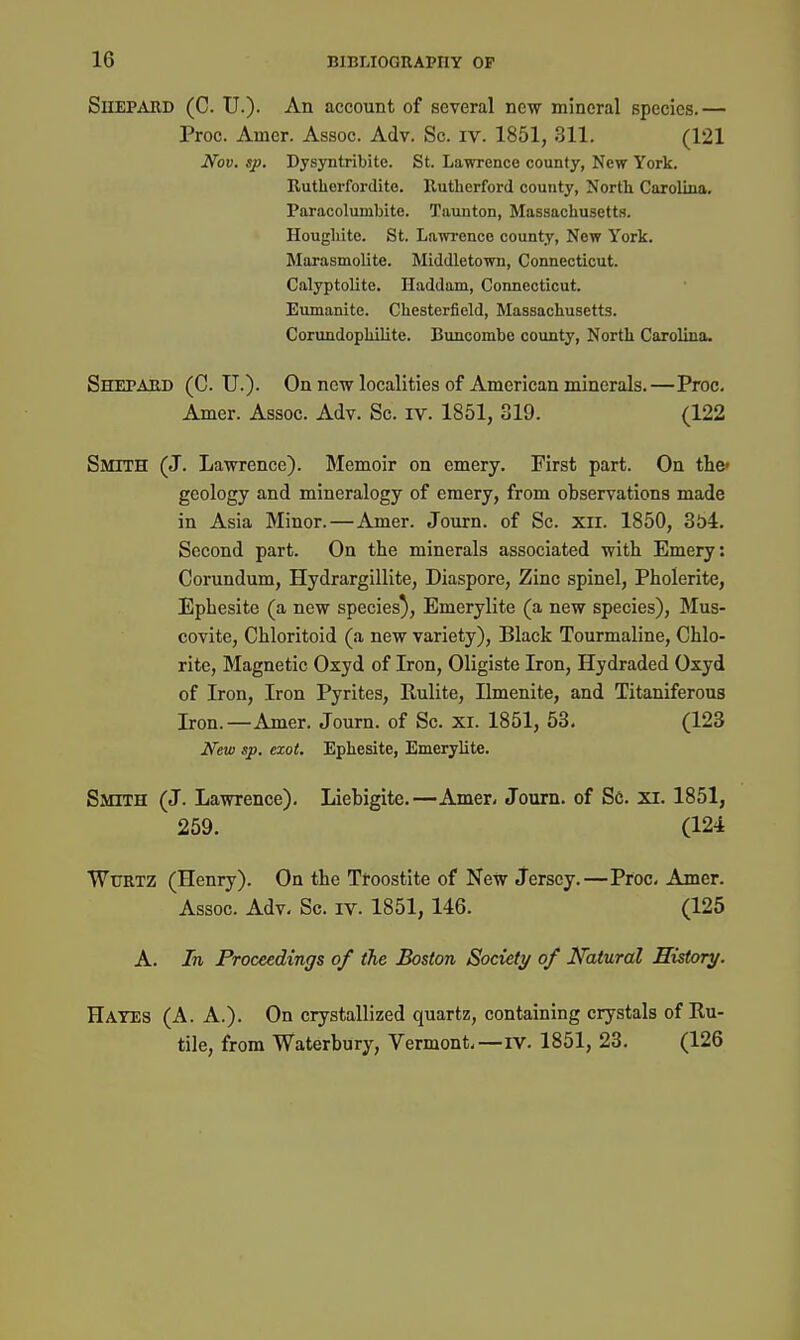 16 BIBLIOGRAPHY OF
SHEPARD (C. U.). An account of several new mineral species.—
Proc. Amer. Assoc. Adv. Sc. IV. 1851, 311. (121
Nov. sp. Dysyntribite. St. Lawrence county, New York.
Rutherfordite. Rutherford county, North Carolina.
Paracolumbite. Taunton, Massachusetts.
Houghite. St. Lawrence county, New York.
Marasmolite. Middletown, Connecticut.
Calyptolite. Haddam, Connecticut.
Eumanite. Chesterfield, Massachusetts.
Corundophilite. Buncombe county, North Carolina.
SHEPARD (C. U.). On new localities of American minerals.—Proc.
Amer. Assoc. Adv. Sc. IV. 1851, 319. (122
SMITH (J. Lawrence). Memoir on emery. First part. On the
geology and mineralogy of emery, from observations made
in Asia Minor.—Amer. Journ. of Sc. XII. 1850, 354.
Second part. On the minerals associated with Emery:
Corundum, Hydrargillite, Diaspore, Zinc spinel, Pholerite,
Ephesite (a new species), Emerylite (a new species), Mus-
covite, Chloritoid (a new variety), Black Tourmaline, Chlo-
rite, Magnetic Oxyd of Iron, Oligiste Iron, Hydraded Oxyd
of Iron, Iron Pyrites, Rulite, Ilmenite, and Titaniferous
Iron.—Amer. Journ. of Sc. XI. 1851, 53. (123
New sp. exot. Ephesite, Emerylite.
SMITH (J. Lawrence). Liebigite.—Amer. Journ. of Sc. XI. 1851,
259. (124
WURTZ (Henry). On the Troostite of New Jersey.—Proc. Amer.
Assoc. Adv. Sc. IV. 1851, 146. (125
A. In Proceedings of the Boston Society of Natural History.
HAYES (A. A.). On crystallized quartz, containing crystals of Ru-
tile, from Waterbury, Vermont.—IV. 1851, 23. (126